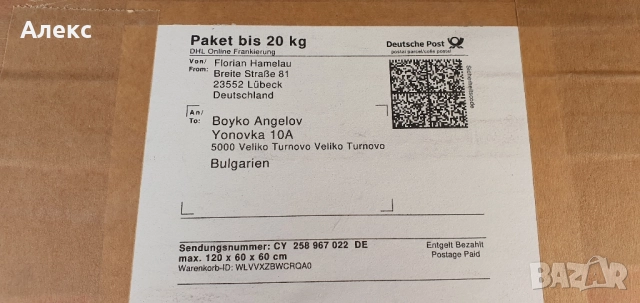 Алекс
Paket bis 20 kg
DHL Online Frankierung
Deutsche Post
Von/ Florian Hamelau
From: Breite Straße 81
23552 Lübeck
Deutschland
An/
To: Boyko Angelov
Yonovka 10A
5000 Veliko Turnovo Veliko Turnovo
Bulgarien
Sendungsnummer: CY 258 967 022 DE
max. 120 x 60 x 60 cm
Warenkorb-ID: WLVVXZBWCRQA0
Entgelt Bezahlt
Postage Paid
BAZAR